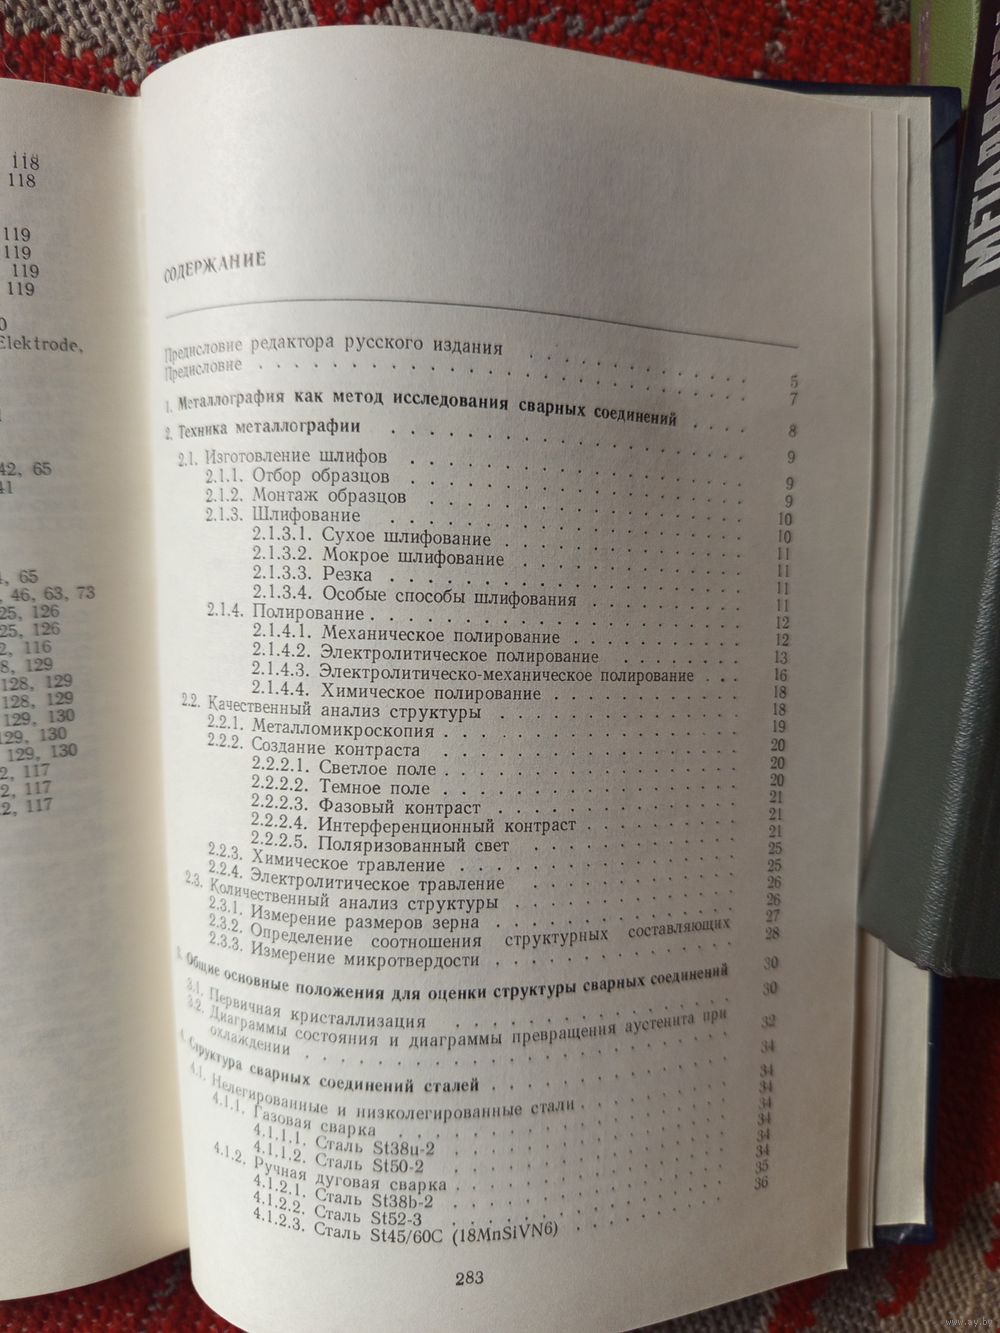 118
118
119
119
119
119
Elektrode,
42, 65
41
65
46, 63, 73
25, 126
25, 126
2, 116
8, 129
128, 129
128, 129
129, 130
129, 130
129, 130
2, 117
2, 117
2, 117
СОДЕРЖАНИЕ
Предисловие редактора русского издания . . . 5
Предисловие . . . 7
1. Металлография как метод исследования сварных соединений . . . 8
2. Техника металлографии . . . 9
2.1. Изготовление шлифов . . . 9
2.1.1. Отбор образцов . . . 9
2.1.2. Монтаж образцов . . . 10
2.1.3. Шлифование . . . 10
2.1.3.1. Сухое шлифование . . . 11
2.1.3.2. Мокрое шлифование . . . 11
2.1.3.3. Резка . . . 11
2.1.3.4. Особые способы шлифования . . . 11
2.1.4. Полирование . . . 12
2.1.4.1. Механическое полирование . . . 12
2.1.4.2. Электролитическое полирование . . . 13
2.1.4.3. Электролитическо-механическое полирование . . . 16
2.1.4.4. Химическое полирование . . . 18
2.2. Качественный анализ структуры . . . 18
2.2.1. Металломикроскопия . . . 19
2.2.2. Создание контраста . . . 20
2.2.2.1. Светлое поле . . . 20
2.2.2.2. Темное поле . . . 20
2.2.2.3. Фазовый контраст . . . 21
2.2.2.4. Интерференционный контраст . . . 21
2.2.2.5. Поляризованный свет . . . 21
2.2.3. Химическое травление . . . 25
2.2.4. Электролитическое травление . . . 25
2.3. Количественный анализ структуры . . . 26
2.3.1. Измерение размеров зерна . . . 26
2.3.2. Определение соотношения структурных составляющих 27
2.3.3. Измерение микротвердости . . . 28
3. Общие основные положения для оценки структуры сварных соединений 30
3.1. Первичная кристаллизация . . . 30
3.2. Диаграммы состояния и диаграммы превращения аустенита при
охлаждении . . . 32
4. Структура сварных соединений сталей . . . 34
4.1. Нелегированные и низколегированные стали . . . 34
4.1.1. Газовая сварка . . . 34
4.1.1.1. Сталь St38u-2 . . . 34
4.1.1.2. Сталь St50-2 . . . 34
4.1.2. Ручная дуговая сварка . . . 34
4.1.2.1. Сталь St38b-2 . . . 34
4.1.2.2. Сталь St52-3 . . . 35
4.1.2.3. Сталь St45/60C (18MnSiVN6) . . . 36
283
www.ay.by